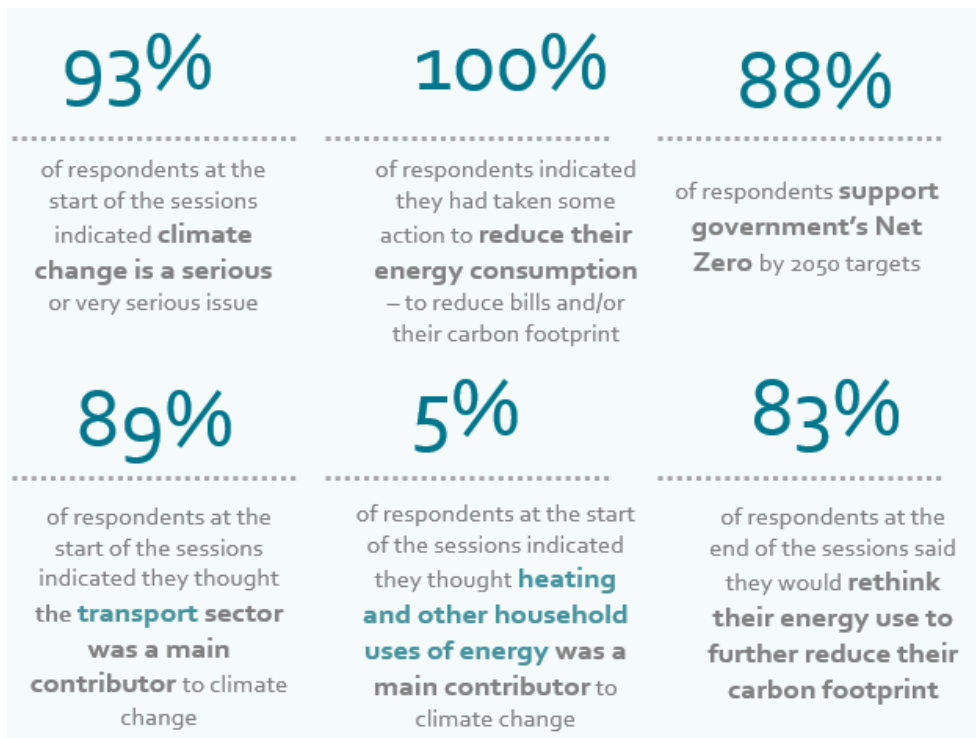 93%
of respondents at the
start of the sessions
indicated climate
change is a serious
or very serious issue
100%
of respondents indicated
they had taken some
action to reduce their
energy consumption
– to reduce bills and/or
their carbon footprint
88%
of respondents support
government's Net
Zero by 2050 targets
89%
of respondents at the
start of the sessions
indicated they thought
the transport sector
was a main
contributor to climate
change
5%
of respondents at the start
of the sessions indicated
they thought heating
and other household
uses of energy was a
main contributor to
climate change
83%
of respondents at the
end of the sessions said
they would rethink
their energy use to
further reduce their
carbon footprint